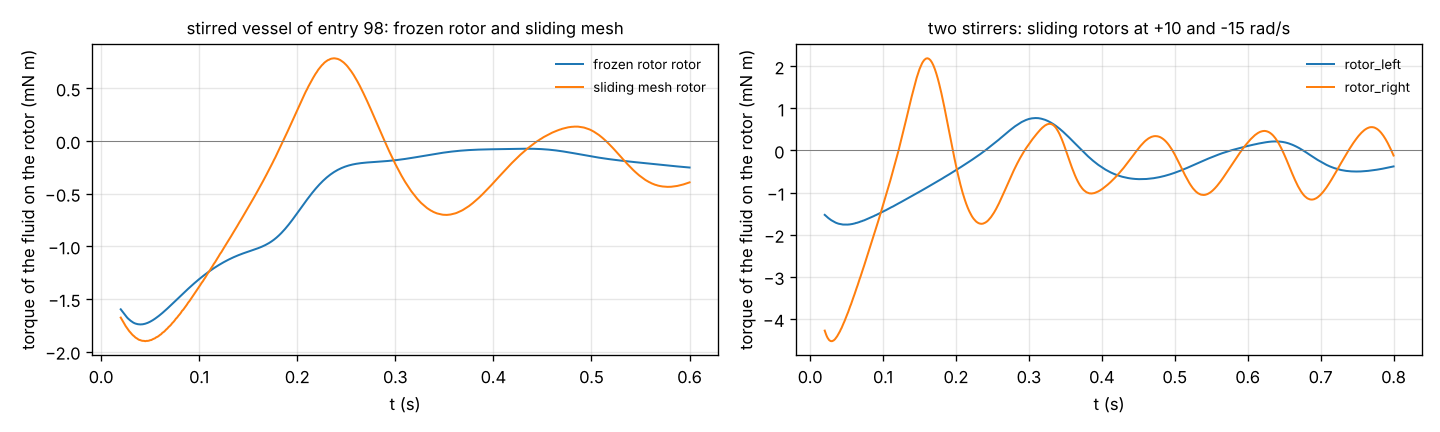 stirred vessel of entry 98: frozen rotor and sliding mesh
torque of the fluid on the rotor (mN m)
frozen rotor rotor
sliding mesh rotor
0.5
0.0
−0.5
−1.0
−1.5
−2.0
0.0 0.1 0.2 0.3 0.4 0.5 0.6
t (s)
two stirrers: sliding rotors at +10 and -15 rad/s
torque of the fluid on the rotor (mN m)
rotor_left
rotor_right
2
1
0
−1
−2
−3
−4
0.0 0.1 0.2 0.3 0.4 0.5 0.6 0.7 0.8
t (s)